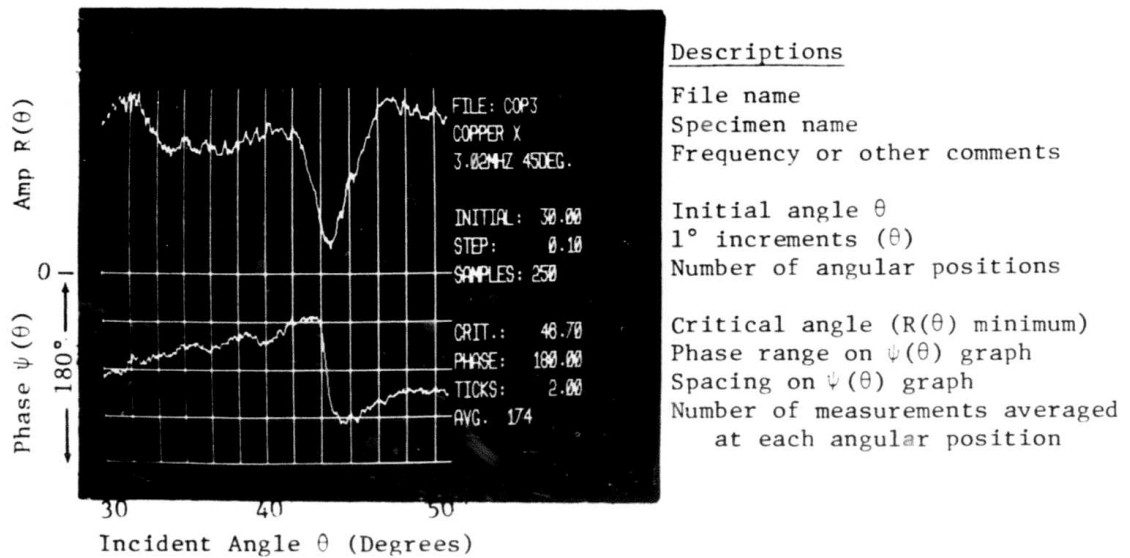 Amp R(θ)
0
Phase ψ(θ)
180°
FILE: COP3
COPPER X
3.02MHZ 45DEG.
INITIAL: 30.00
STEP: 0.10
SAMPLES: 250
CRIT.: 46.70
PHASE: 180.00
TICKS: 2.00
AVG. 174
30 40 50
Incident Angle θ (Degrees)
Descriptions
File name
Specimen name
Frequency or other comments
Initial angle θ
1° increments (θ)
Number of angular positions
Critical angle (R(θ) minimum)
Phase range on ψ(θ) graph
Spacing on ψ(θ) graph
Number of measurements averaged
at each angular position